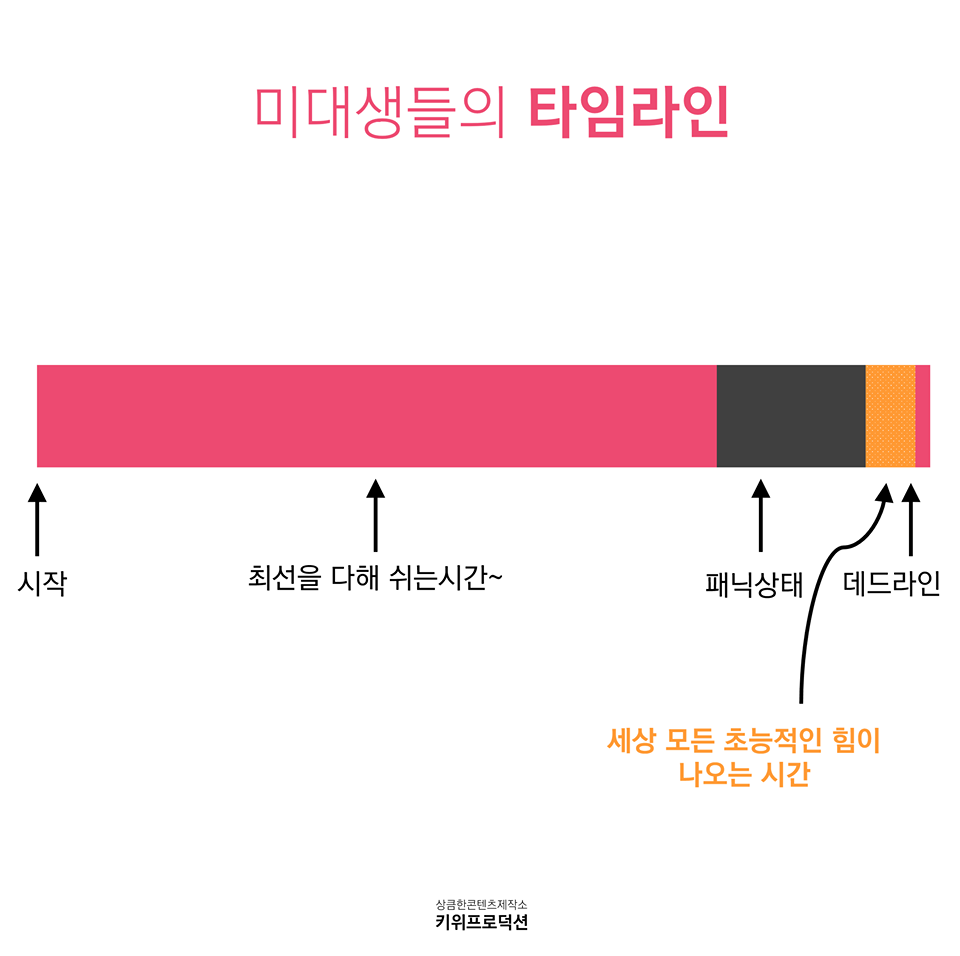 미대생들의 타임라인
시작
최선을 다해 쉬는시간~
패닉상태
데드라인
세상 모든 초능적인 힘이
나오는 시간
상큼한콘텐츠제작소
키위프로덕션